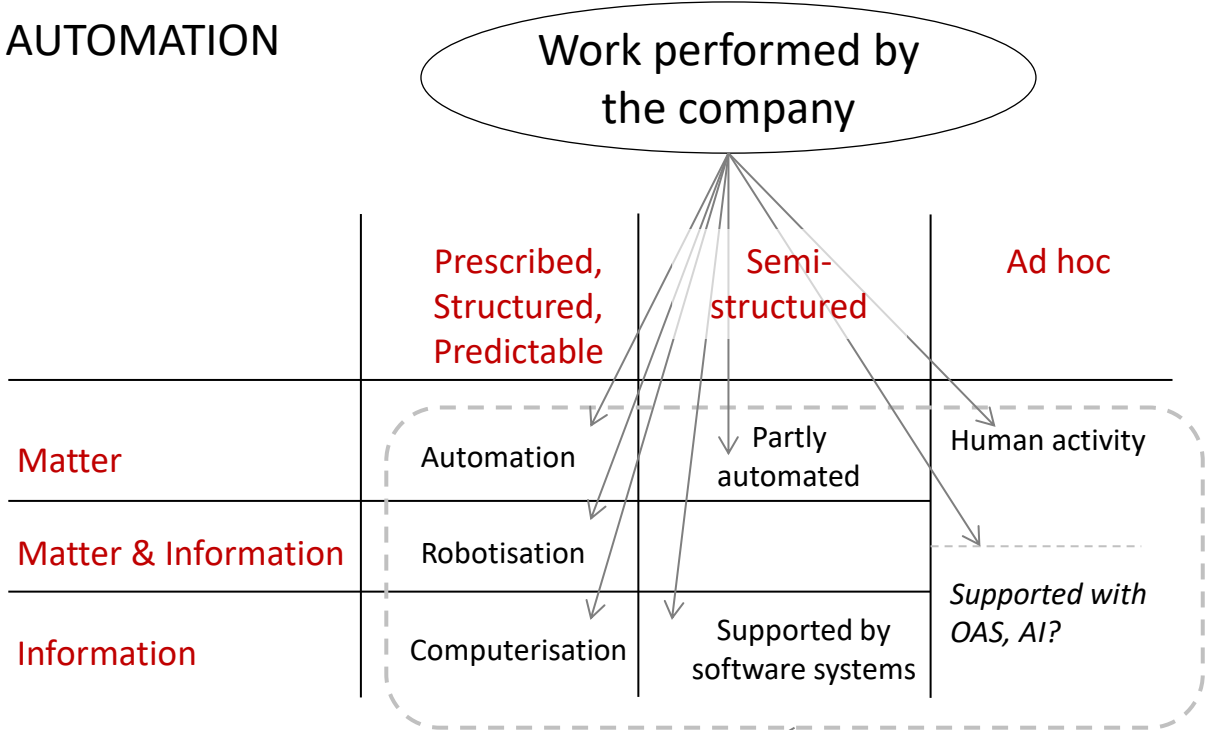 AUTOMATION
Work performed by
the company
Prescribed,
Structured,
Predictable
Semi-
structured
Ad hoc
Matter
Automation
Partly
automated
Human activity
Matter & Information
Robotisation
Information
Computerisation
Supported by
software systems
Supported with
OAS, AI?